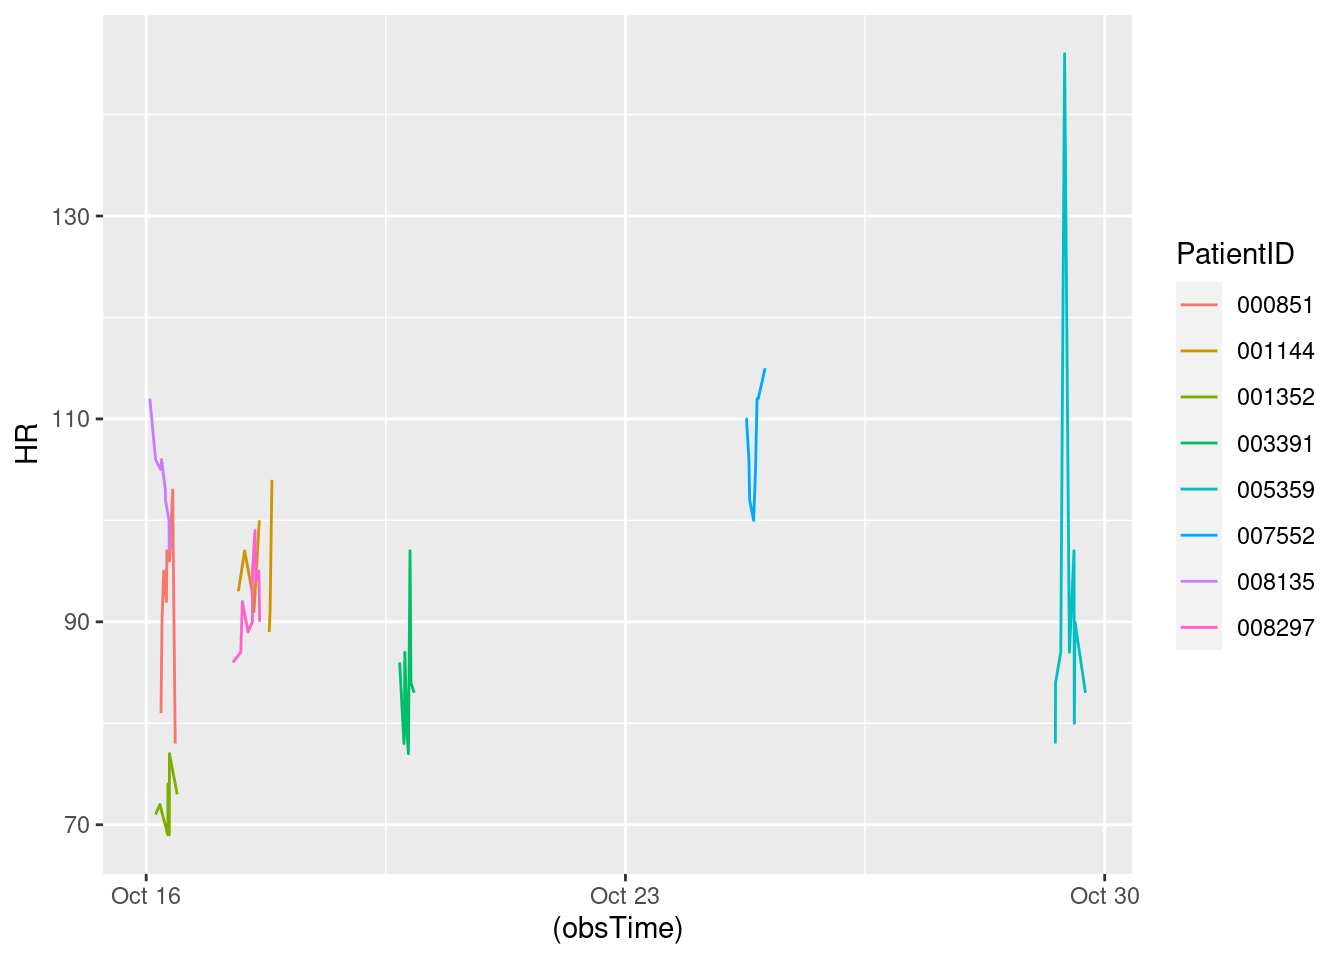 HR
130
110
90
70
Oct 16
Oct 23
Oct 30
(obsTime)
PatientID
000851
001144
001352
003391
005359
007552
008135
008297